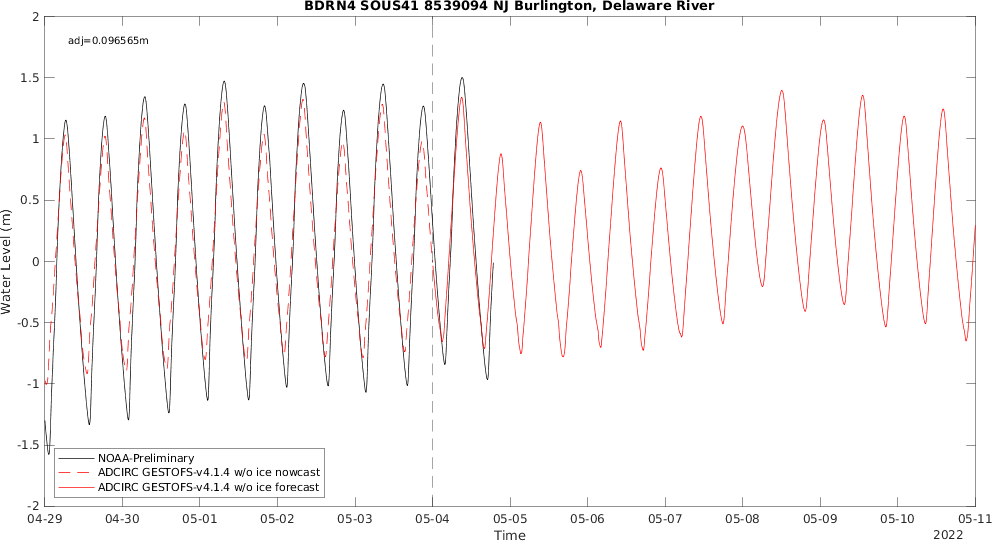 BDRN4 SOUS41 8539094 NJ Burlington, Delaware River
adj=0.096565m
2
1.5
1
0.5
0
-0.5
-1
-1.5
-2
Water Level (m)
NOAA-Preliminary
ADCIRC GESTOFS-v4.1.4 w/o ice nowcast
ADCIRC GESTOFS-v4.1.4 w/o ice forecast
04-29 04-30 05-01 05-02 05-03 05-04 05-05 05-06 05-07 05-08 05-09 05-10 05-11
Time
2022